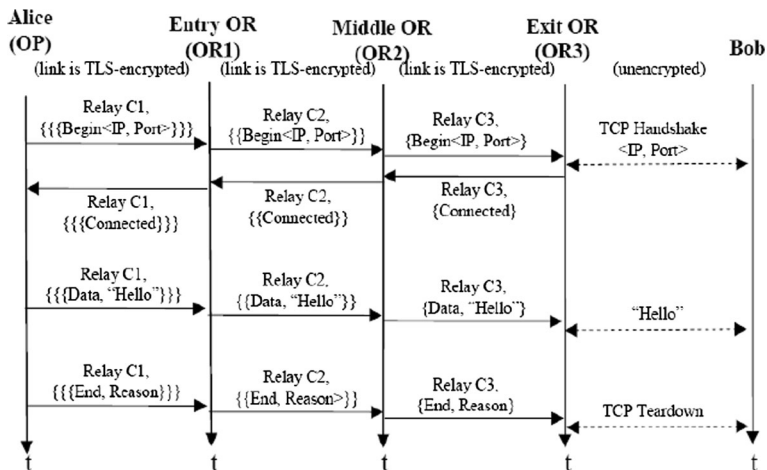 Alice
(OP)
Entry OR
(OR1)
Middle OR
(OR2)
Exit OR
(OR3)
Bob
(link is TLS-encrypted)
(link is TLS-encrypted)
(link is TLS-encrypted)
(unencrypted)
Relay C1,
{{{Begin<IP, Port>}}}
Relay C2,
{{Begin<IP, Port>}}
Relay C3,
{Begin<IP, Port>}
TCP Handshake
<IP, Port>
Relay C1,
{{{Connected}}}
Relay C2,
{{Connected}}
Relay C3,
{Connected}
Relay C1,
{{{Data, “Hello”}}}
Relay C2,
{{Data, “Hello”}}
Relay C3,
{Data, “Hello”}
“Hello”
Relay C1,
{{{End, Reason}}}
Relay C2,
{{End, Reason>}}
Relay C3,
{End, Reason}
TCP Teardown
t
t
t
t
t